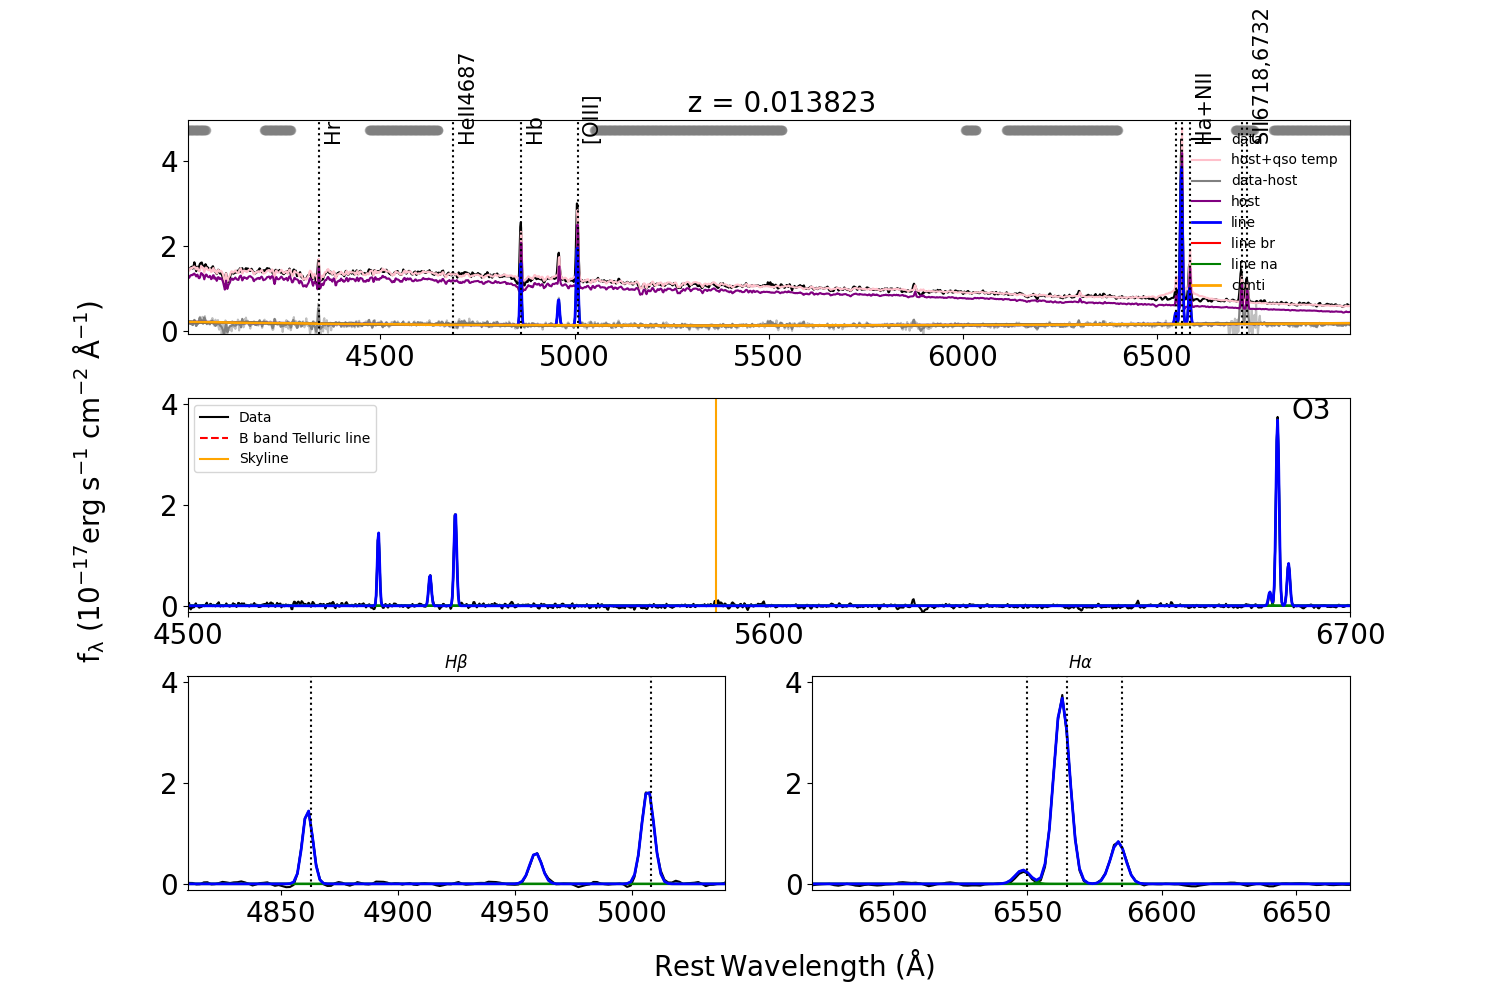 z = 0.013823
Hr
HeII4687
Hb
[OIII]
Ha+NII
SII6718,6732
data
host+qso temp
data-host
host
line
line br
line na
conti
4
2
0
4500
5000
5500
6000
6500
fλ (10⁻¹⁷erg s⁻¹ cm⁻² Å⁻¹)
Data
B band Telluric line
Skyline
O3
4
2
0
4500
5600
6700
Hβ
4
2
0
4850
4900
4950
5000
Hα
4
2
0
6500
6550
6600
6650
Rest Wavelength (Å)